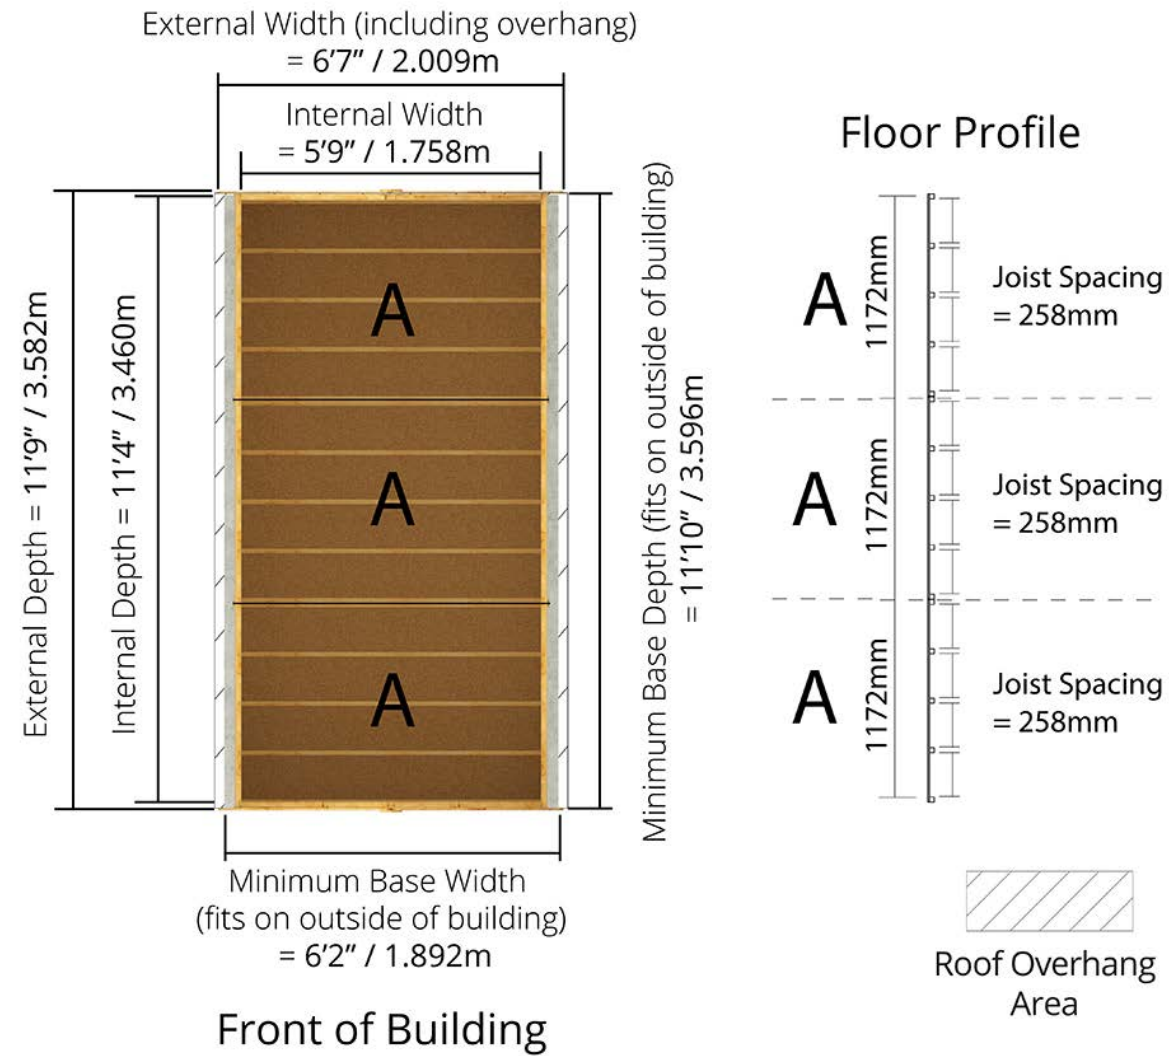 External Width (including overhang)
= 6’7” / 2.009m
Internal Width
= 5’9” / 1.758m
External Depth = 11’9” / 3.582m
Internal Depth = 11’4” / 3.460m
A
A
A
Minimum Base Depth (fits on outside of building)
= 11’10” / 3.596m
Minimum Base Width
(fits on outside of building)
= 6’2” / 1.892m
Front of Building
Floor Profile
A
1172mm
Joist Spacing
= 258mm
A
1172mm
Joist Spacing
= 258mm
A
1172mm
Joist Spacing
= 258mm
Roof Overhang
Area